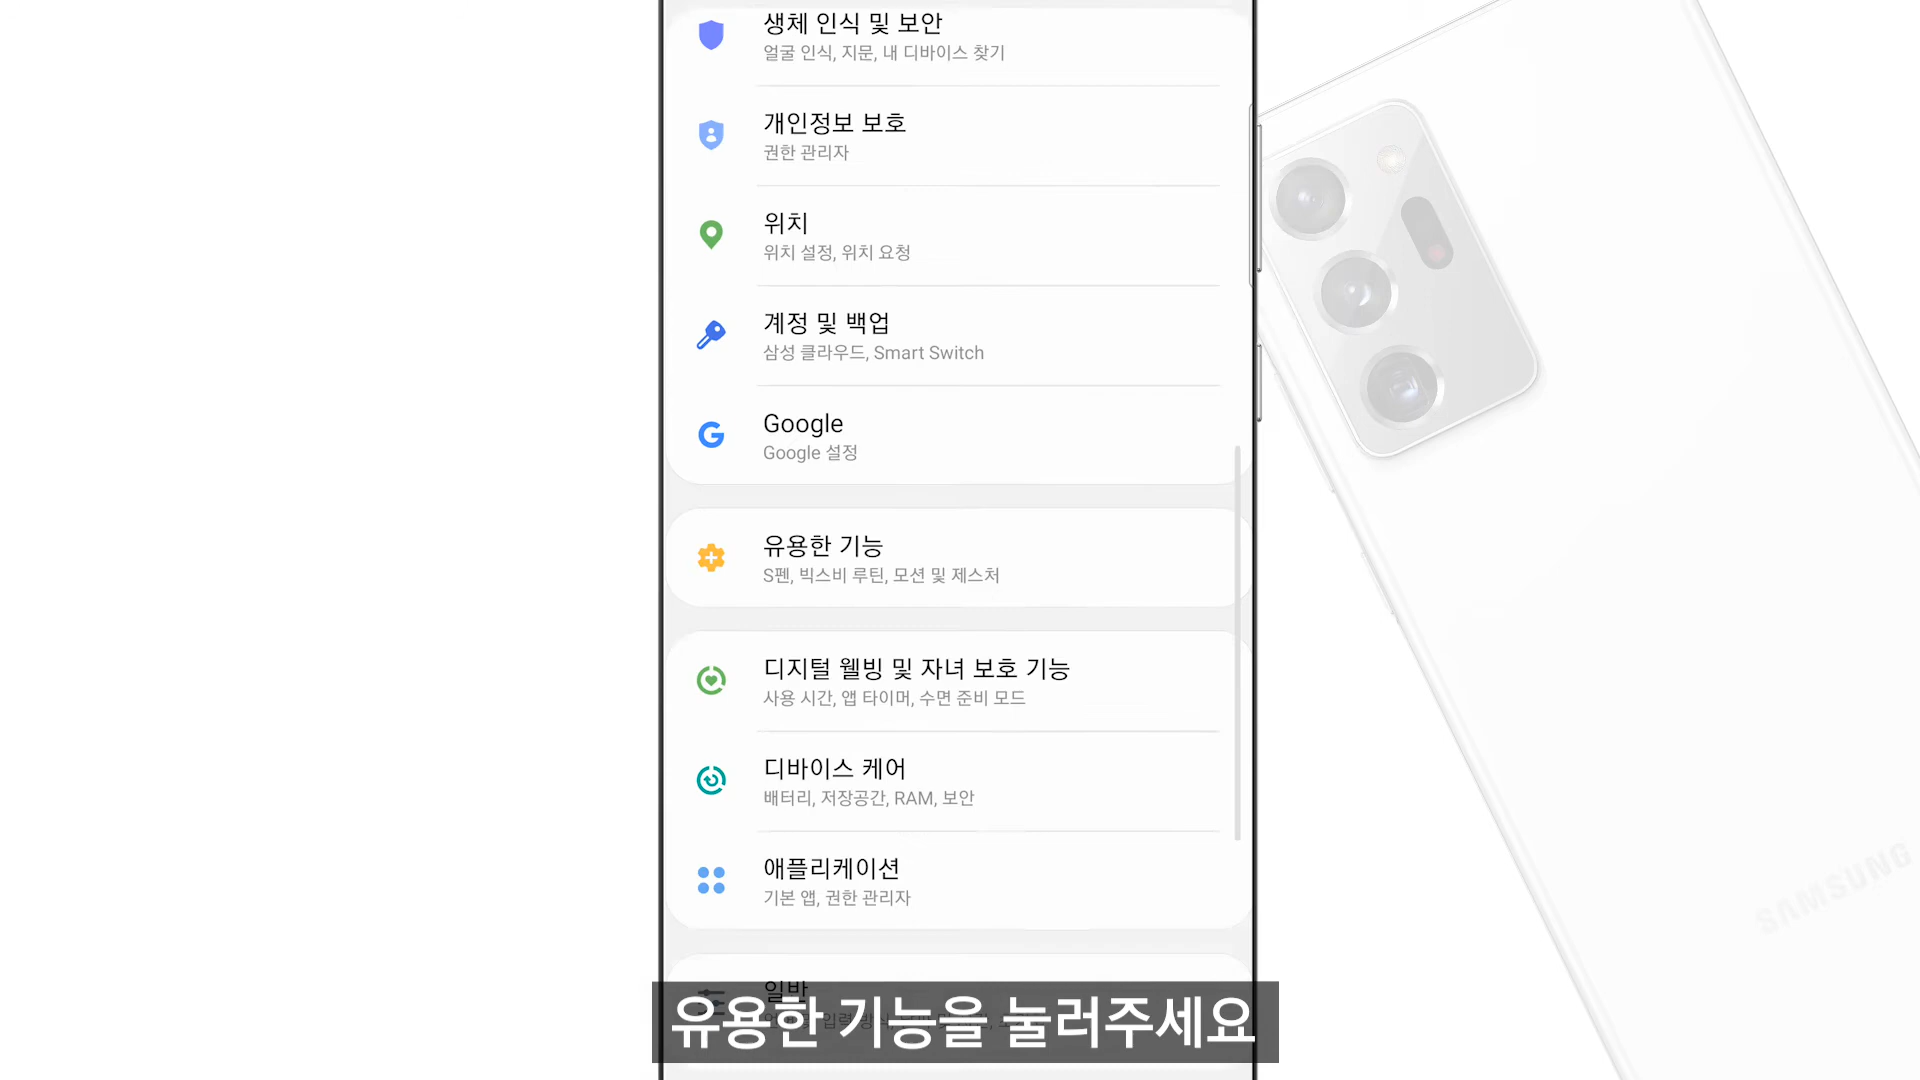 생체 인식 및 보안
얼굴 인식, 지문, 내 디바이스 찾기
개인정보 보호
권한 관리자
위치
위치 설정, 위치 요청
계정 및 백업
삼성 클라우드, Smart Switch
Google
Google 설정
유용한 기능
S펜, 빅스비 루틴, 모션 및 제스처
디지털 웰빙 및 자녀 보호 기능
사용 시간, 앱 타이머, 수면 준비 모드
디바이스 케어
배터리, 저장공간, RAM, 보안
애플리케이션
기본 앱, 권한 관리자
일반
유용한 기능을 눌러주세요
SAMSUNG